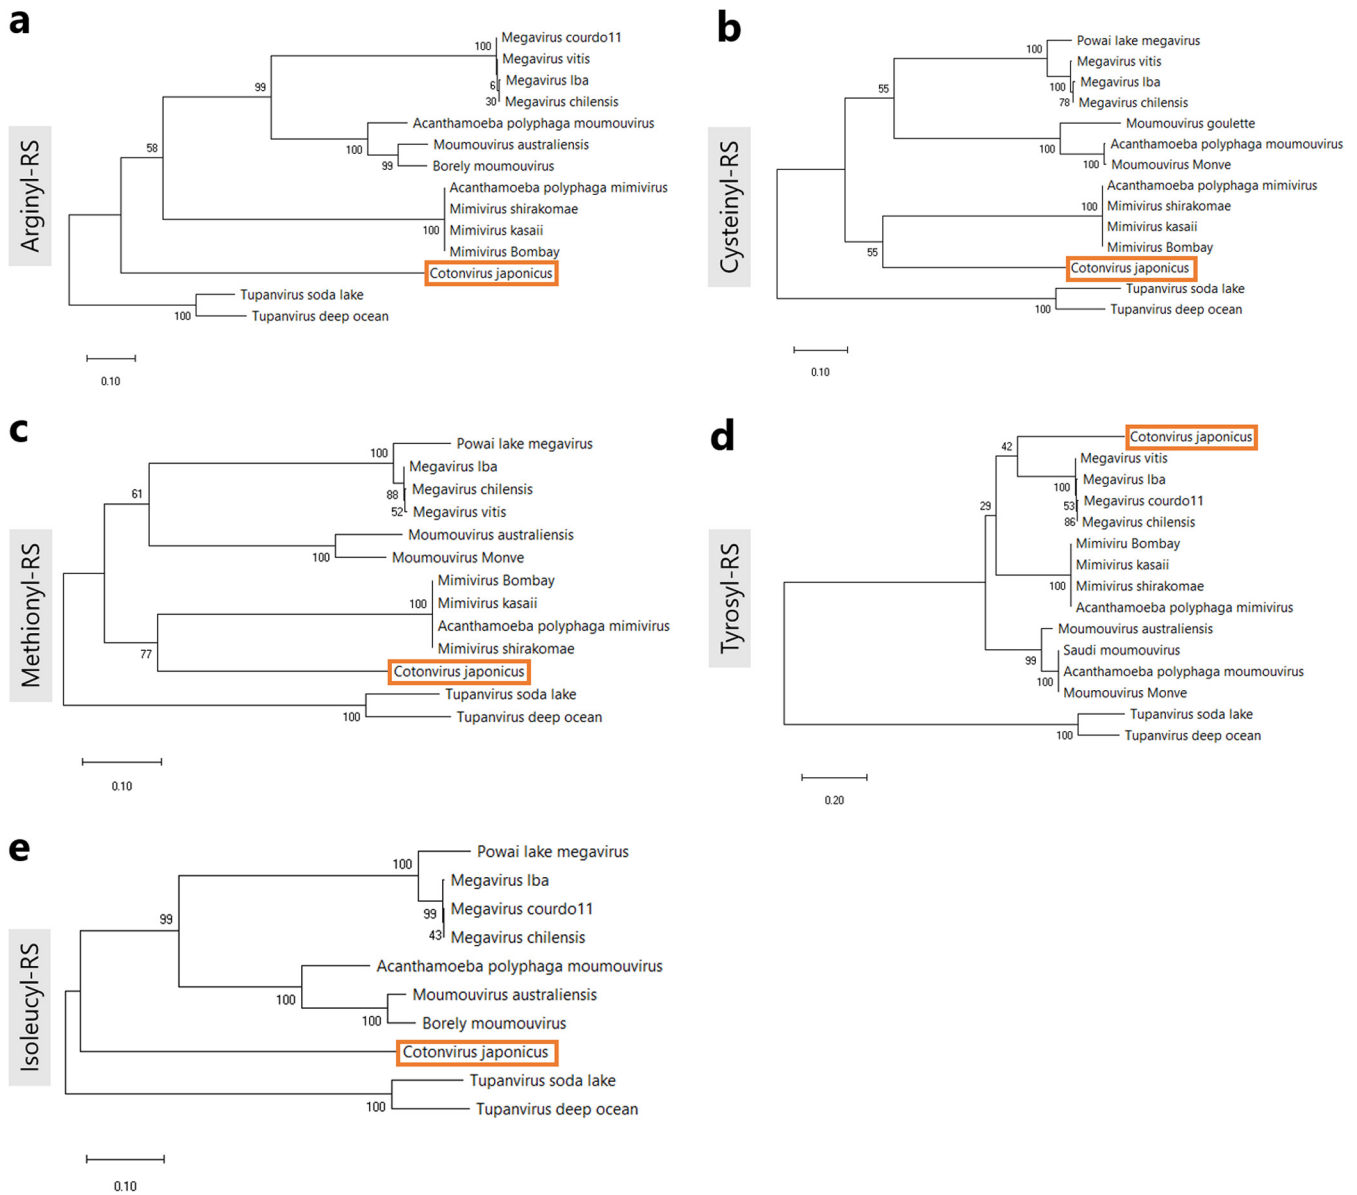 a
Arginyl-RS
100
Megavirus courdo11
Megavirus vitis
6
Megavirus lba
30
Megavirus chilensis
99
Acanthamoeba polyphaga moumouvirus
100
Moumouvirus australiensis
99
Borely moumouvirus
58
Acanthamoeba polyphaga mimivirus
Mimivirus shirakomae
100
Mimivirus kasaii
Mimivirus Bombay
Cotonvirus japonicus
Tupanvirus soda lake
100
Tupanvirus deep ocean
0.10
b
Cysteinyl-RS
100
Powai lake megavirus
Megavirus vitis
100
Megavirus lba
78
Megavirus chilensis
55
Moumouvirus goulette
100
Acanthamoeba polyphaga moumouvirus
100
Moumouvirus Monve
Acanthamoeba polyphaga mimivirus
100
Mimivirus shirakomae
Mimivirus kasaii
Mimivirus Bombay
55
Cotonvirus japonicus
Tupanvirus soda lake
100
Tupanvirus deep ocean
0.10
c
Methionyl-RS
100
Powai lake megavirus
Megavirus lba
88
Megavirus chilensis
52
Megavirus vitis
61
Moumouvirus australiensis
100
Moumouvirus Monve
Mimivirus Bombay
100
Mimivirus kasaii
Acanthamoeba polyphaga mimivirus
Mimivirus shirakomae
77
Cotonvirus japonicus
Tupanvirus soda lake
100
Tupanvirus deep ocean
0.10
d
Tyrosyl-RS
Cotonvirus japonicus
42
Megavirus vitis
100
Megavirus lba
53
Megavirus courdo11
86
Megavirus chilensis
29
Mimiviru Bombay
Mimivirus kasaii
100
Mimivirus shirakomae
Acanthamoeba polyphaga mimivirus
Moumouvirus australiensis
99
Saudi moumouvirus
Acanthamoeba polyphaga moumouvirus
100
Moumouvirus Monve
Tupanvirus soda lake
100
Tupanvirus deep ocean
0.20
e
Isoleucyl-RS
100
Powai lake megavirus
Megavirus lba
99
Megavirus courdo11
43
Megavirus chilensis
99
Acanthamoeba polyphaga moumouvirus
100
Moumouvirus australiensis
100
Borely moumouvirus
Cotonvirus japonicus
Tupanvirus soda lake
100
Tupanvirus deep ocean
0.10